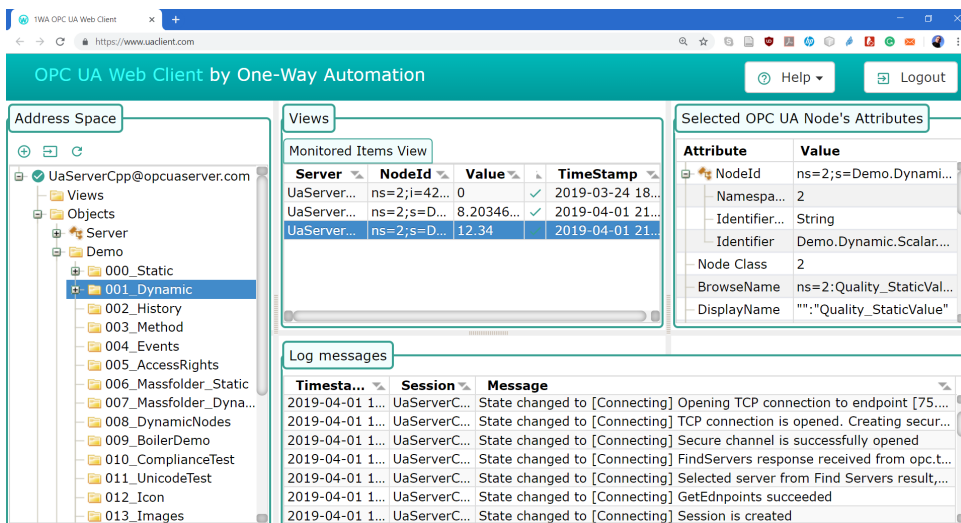 1WA OPC UA Web Client
https://www.uaclient.com
OPC UA Web Client by One-Way Automation
Help
Logout
Address Space
UaServerCpp@opcuaserver.com
Views
Objects
Server
Demo
000_Static
001_Dynamic
002_History
003_Method
004_Events
005_AccessRights
006_Massfolder_Static
007_Massfolder_Dyna...
008_DynamicNodes
009_BoilerDemo
010_ComplianceTest
011_UnicodeTest
012_Icon
013_Images
Views
Monitored Items View
Server NodeId Value TimeStamp
UaServer... ns=2;i=42... 0 2019-03-24 18...
UaServer... ns=2;s=D... 8.20346... 2019-04-01 21...
UaServer... ns=2;s=D... 12.34 2019-04-01 21...
Selected OPC UA Node's Attributes
Attribute Value
NodeId ns=2;s=Demo.Dynami...
Namespa... 2
Identifier... String
Identifier Demo.Dynamic.Scalar....
Node Class 2
BrowseName ns=2:Quality_StaticVal...
DisplayName "":"Quality_StaticValue"
Log messages
Timesta... Session Message
2019-04-01 1... UaServerC... State changed to [Connecting] Opening TCP connection to endpoint [75....
2019-04-01 1... UaServerC... State changed to [Connecting] TCP connection is opened. Creating secur...
2019-04-01 1... UaServerC... State changed to [Connecting] Secure channel is successfully opened
2019-04-01 1... UaServerC... State changed to [Connecting] FindServers response received from opc.t...
2019-04-01 1... UaServerC... State changed to [Connecting] Selected server from Find Servers result,...
2019-04-01 1... UaServerC... State changed to [Connecting] GetEdnpoints succeeded
2019-04-01 1... UaServerC... State changed to [Connecting] Session is created